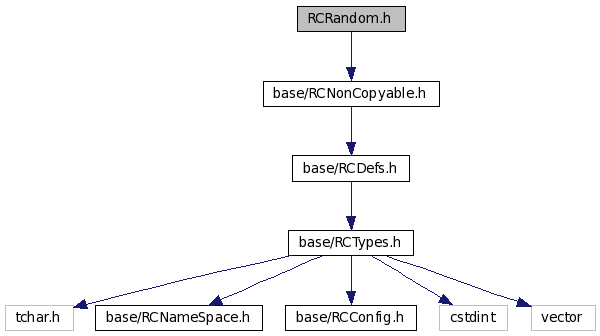 RCRandom.h
base/RCNonCopyable.h
base/RCDefs.h
base/RCTypes.h
tchar.h
base/RCNameSpace.h
base/RCConfig.h
cstdint
vector